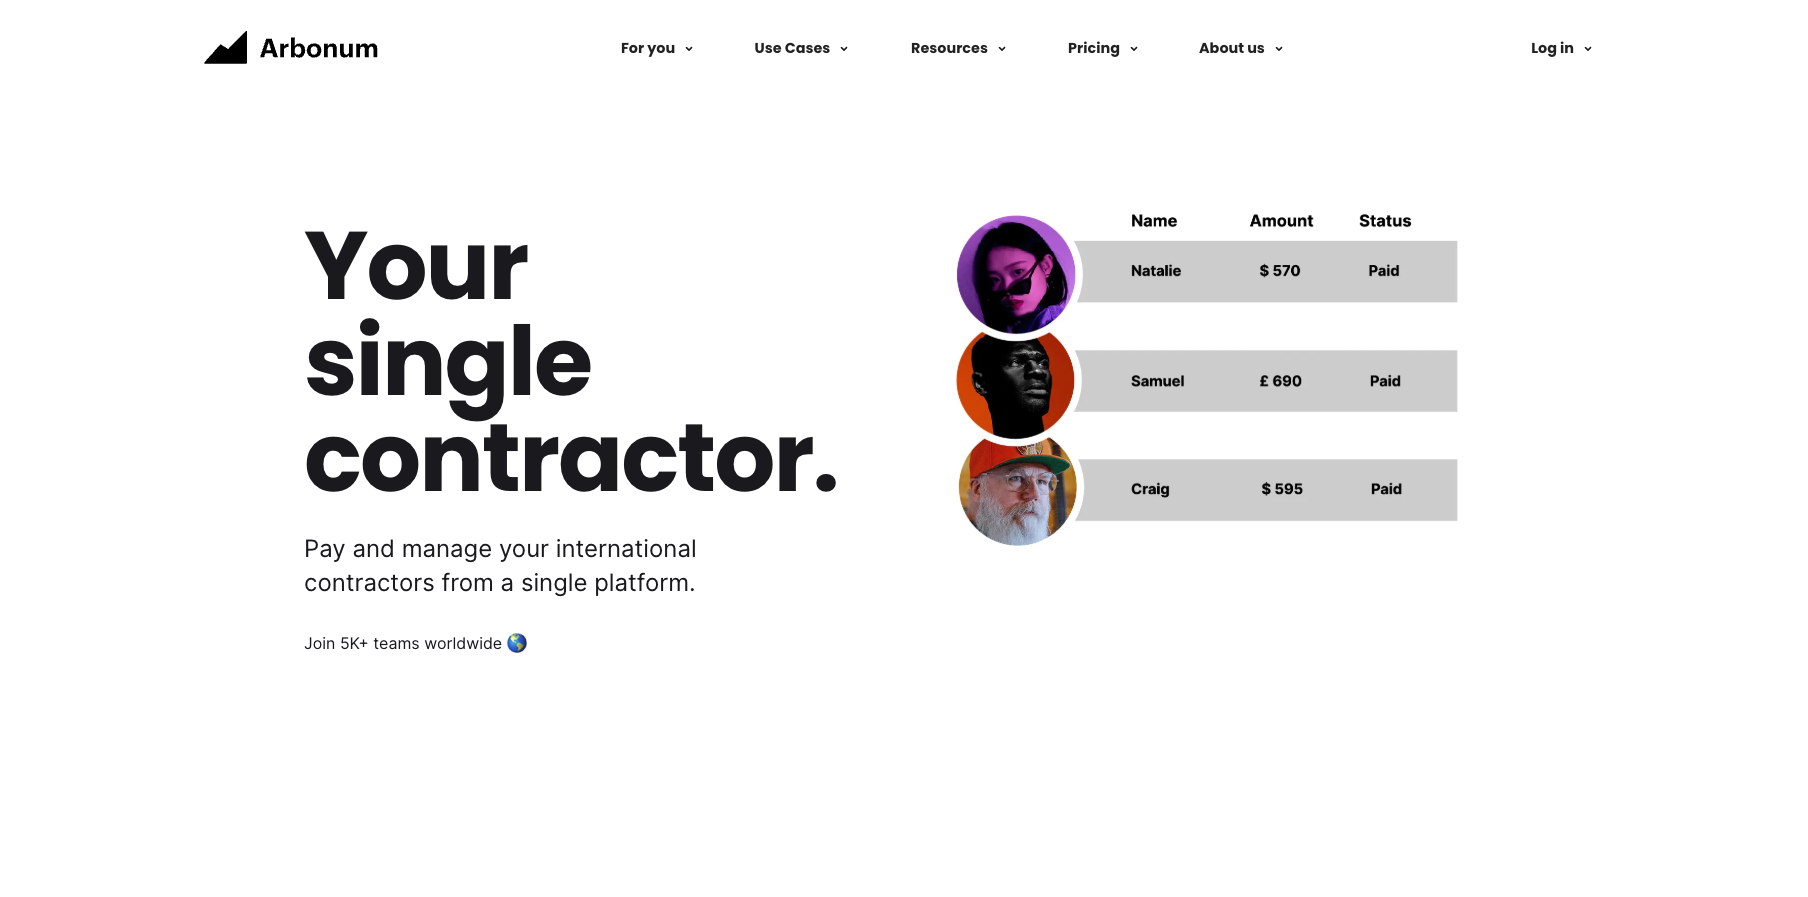 Arbonum
For you
Use Cases
Resources
Pricing
About us
Log in
Your
single
contractor.
Pay and manage your international
contractors from a single platform.
Join 5K+ teams worldwide 🌎
Name Amount Status
Natalie $ 570 Paid
Samuel £ 690 Paid
Craig $ 595 Paid